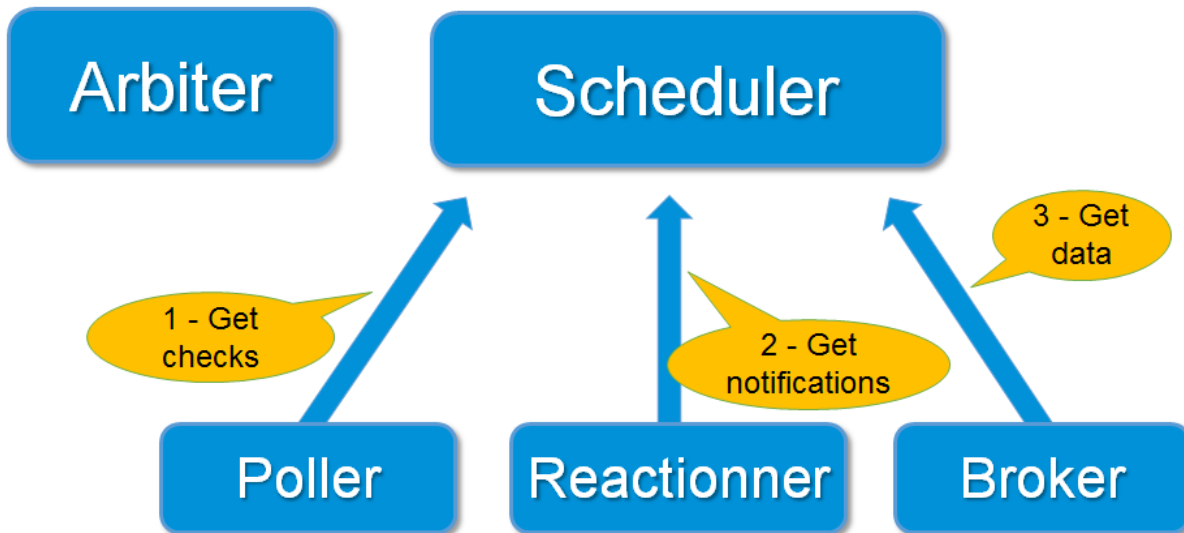 Arbiter
Scheduler
3 - Get
data
1 - Get
checks
2 - Get
notifications
Poller
Reactionner
Broker